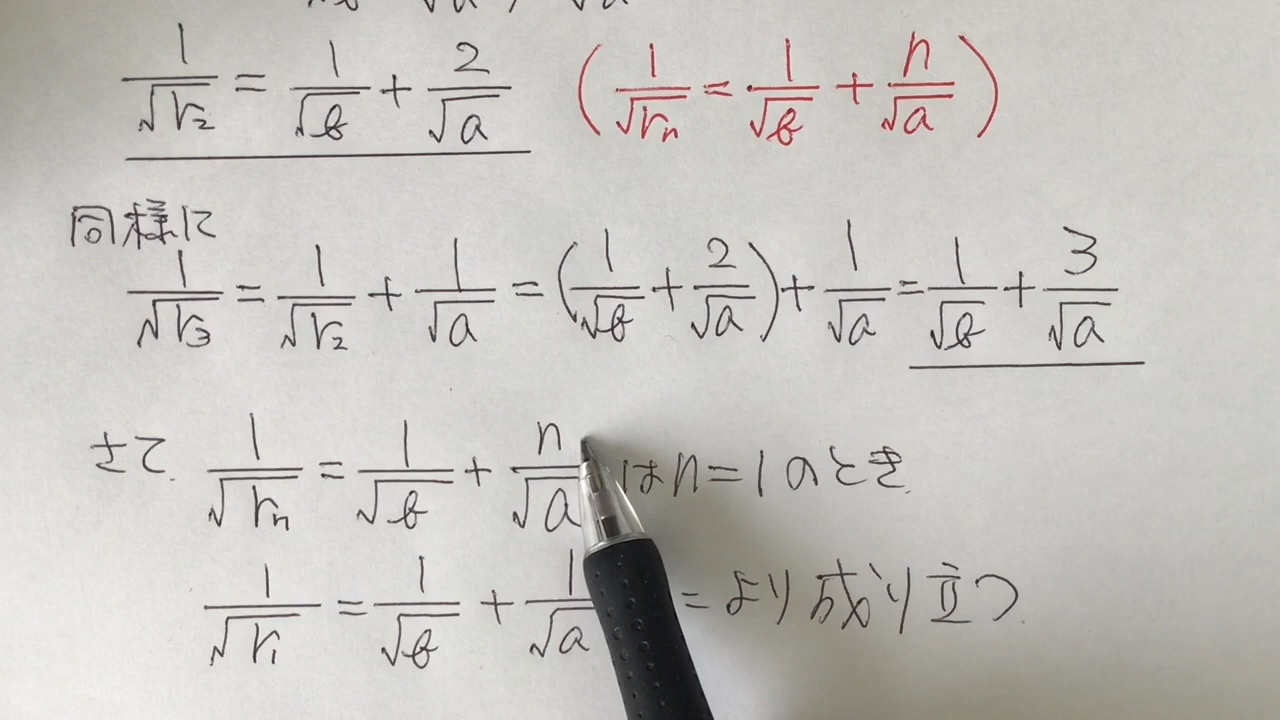 1/√r₂ = 1/√b + 2/√a (1/√rₙ = 1/√b + n/√a)
同様に
1/√r₃ = 1/√r₂ + 1/√a = (1/√b + 2/√a) + 1/√a = 1/√b + 3/√a
さて. 1/√rₙ = 1/√b + n/√a はn=1のとき.
1/√r₁ = 1/√b + 1/√a = より成り立つ.